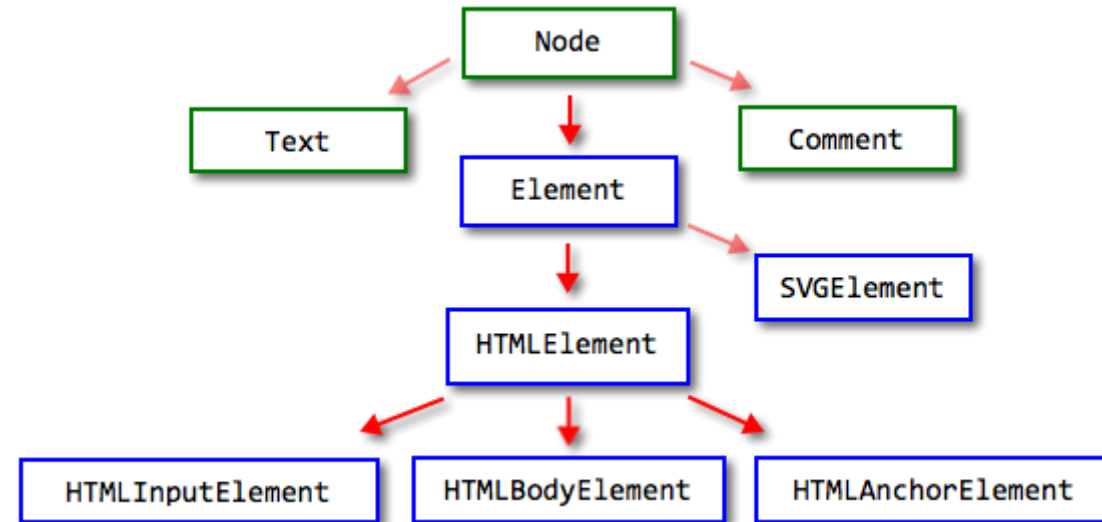 Node
Text
Comment
Element
SVGElement
HTMLElement
HTMLInputElement
HTMLBodyElement
HTMLAnchorElement